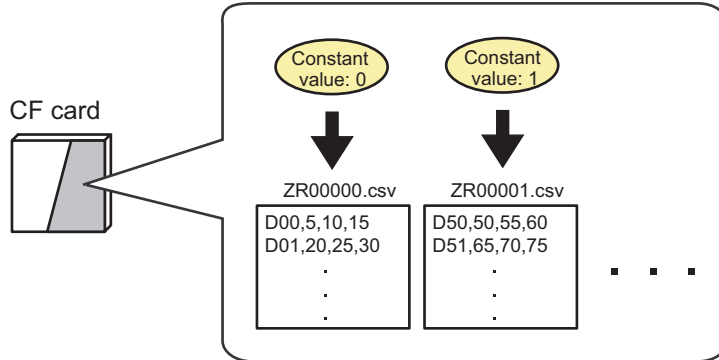 CF card
Constant
value: 0
Constant
value: 1
ZR00000.csv
ZR00001.csv
D00,5,10,15
D01,20,25,30
D50,50,55,60
D51,65,70,75